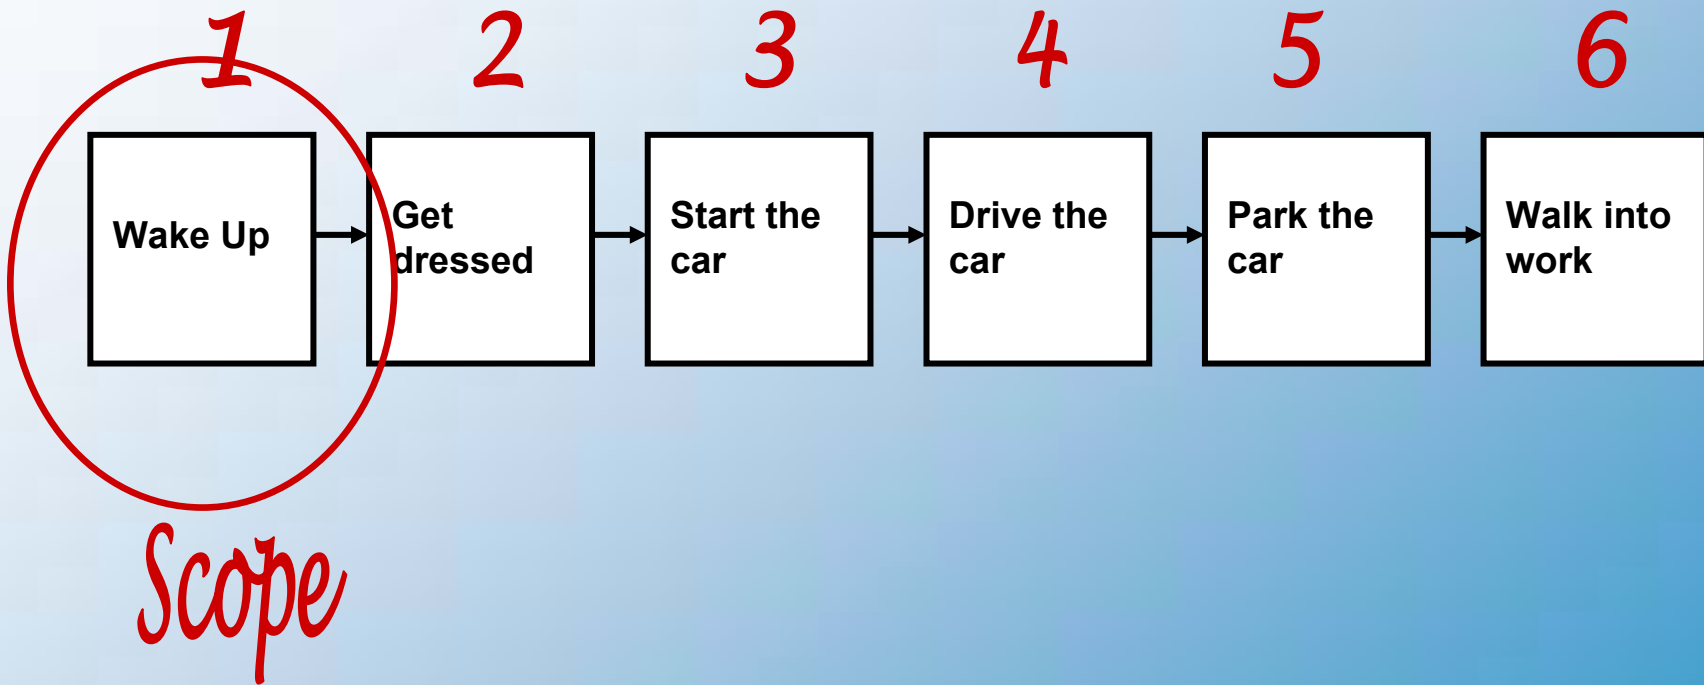 1 2 3 4 5 6
Wake Up
Get
dressed
Start the
car
Drive the
car
Park the
car
Walk into
work
Scope